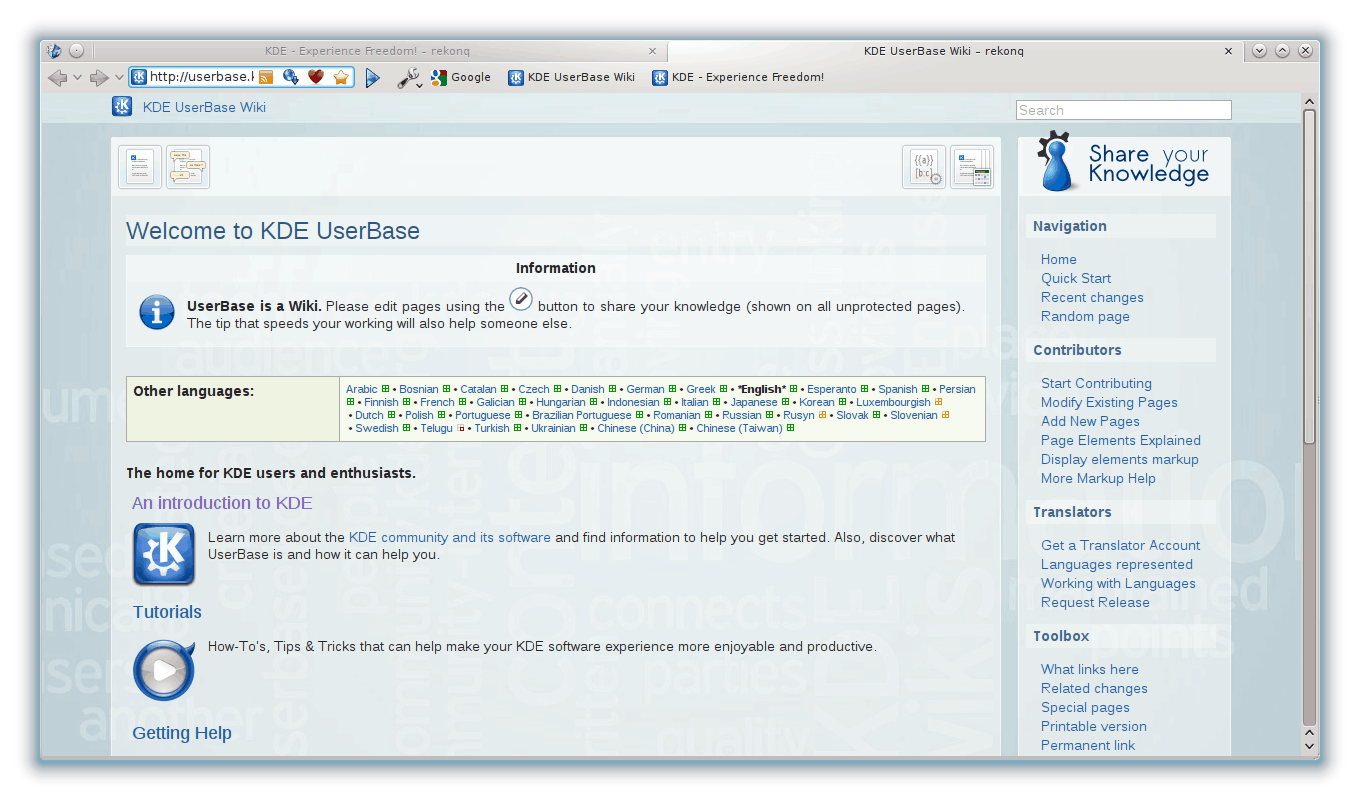 KDE - Experience Freedom! – rekonq
KDE UserBase Wiki – rekonq
http://userbase.k
Google
KDE UserBase Wiki
KDE - Experience Freedom!
KDE UserBase Wiki
Search
{{a}}
[b:c]
Share your
Knowledge
Welcome to KDE UserBase
Information
UserBase is a Wiki. Please edit pages using the button to share your knowledge (shown on all unprotected pages).
The tip that speeds your working will also help someone else.
Other languages:
Arabic • Bosnian • Catalan • Czech • Danish • German • Greek • *English* • Esperanto • Spanish • Persian
• Finnish • French • Galician • Hungarian • Indonesian • Italian • Japanese • Korean • Luxembourgish
• Dutch • Polish • Portuguese • Brazilian Portuguese • Romanian • Russian • Rusyn • Slovak • Slovenian
• Swedish • Telugu • Turkish • Ukrainian • Chinese (China) • Chinese (Taiwan)
The home for KDE users and enthusiasts.
An introduction to KDE
Learn more about the KDE community and its software and find information to help you get started. Also, discover what
UserBase is and how it can help you.
Tutorials
How-To's, Tips & Tricks that can help make your KDE software experience more enjoyable and productive.
Getting Help
Navigation
Home
Quick Start
Recent changes
Random page
Contributors
Start Contributing
Modify Existing Pages
Add New Pages
Page Elements Explained
Display elements markup
More Markup Help
Translators
Get a Translator Account
Languages represented
Working with Languages
Request Release
Toolbox
What links here
Related changes
Special pages
Printable version
Permanent link